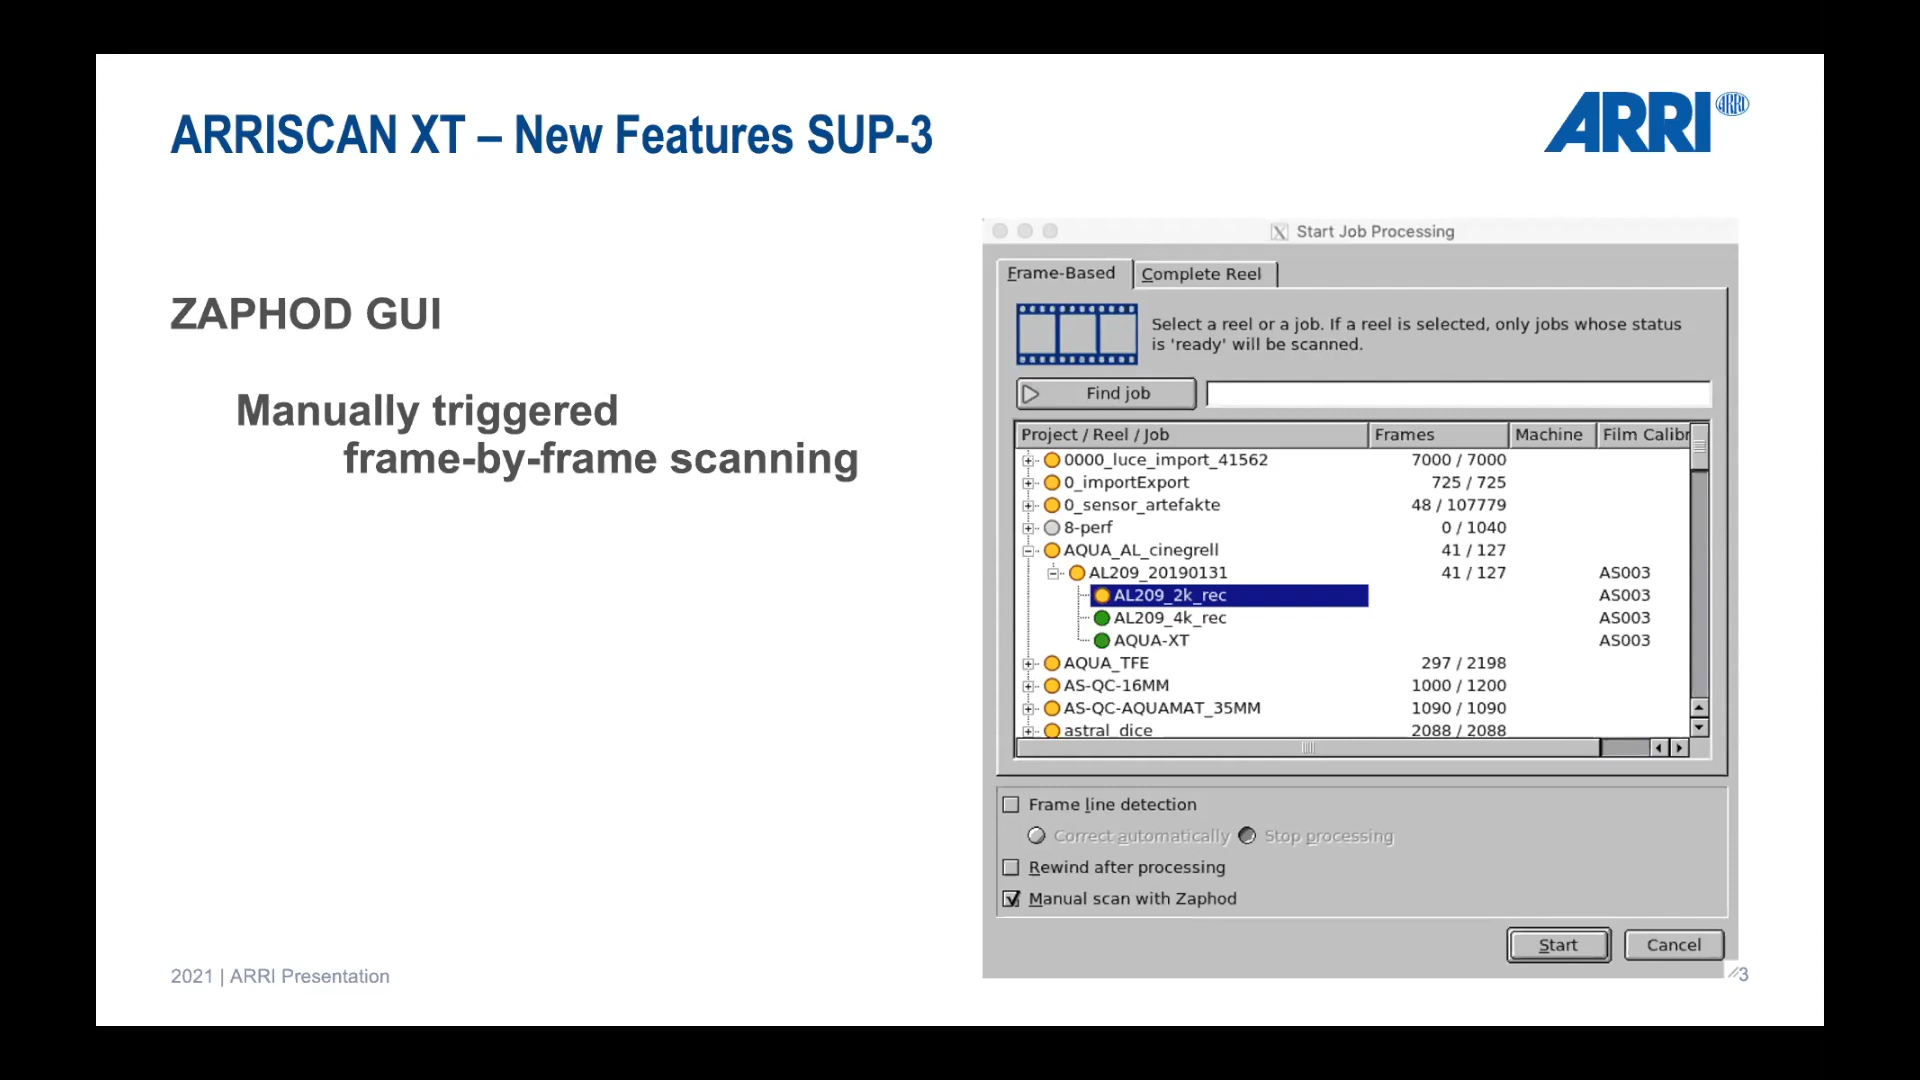 ARRISCAN XT – New Features SUP-3
ARRI
ARRI
ZAPHOD GUI
Manually triggered
frame-by-frame scanning
Start Job Processing
Frame-Based
Complete Reel
Select a reel or a job. If a reel is selected, only jobs whose status
is 'ready' will be scanned.
Find job
Project / Reel / Job Frames Machine Film Calibr
0000_luce_import_41562 7000 / 7000
0_importExport 725 / 725
0_sensor_artefakte 48 / 107779
8-perf 0 / 1040
AQUA_AL_cinegrell 41 / 127
AL209_20190131 41 / 127 AS003
AL209_2k_rec AS003
AL209_4k_rec AS003
AQUA-XT AS003
AQUA_TFE 297 / 2198
AS-QC-16MM 1000 / 1200
AS-QC-AQUAMAT_35MM 1090 / 1090
astral_dice 2088 / 2088
Frame line detection
Correct automatically Stop processing
Rewind after processing
Manual scan with Zaphod
Start Cancel
2021 | ARRI Presentation
3